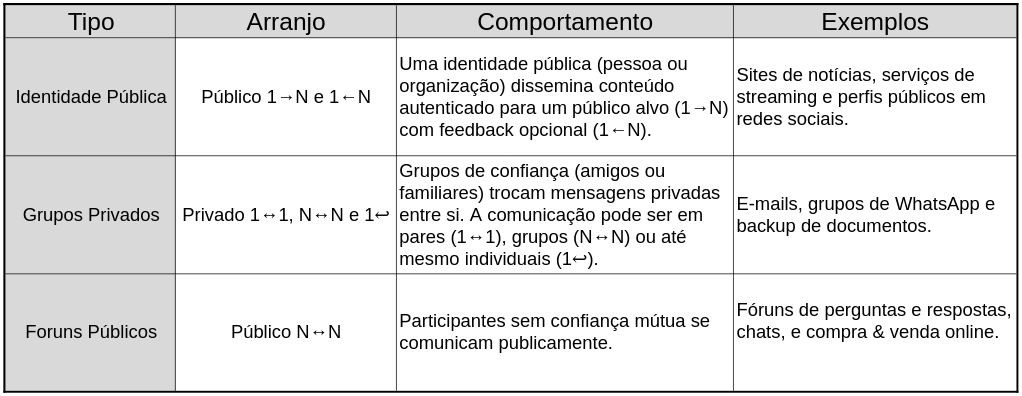 Tipo
Arranjo
Comportamento
Exemplos
Identidade Pública
Público 1→N e 1←N
Uma identidade pública (pessoa ou
organização) dissemina conteúdo
autenticado para um público alvo (1→N)
com feedback opcional (1←N).
Sites de notícias, serviços de
streaming e perfis públicos em
redes sociais.
Grupos Privados
Privado 1↔1, N↔N e 1↩
Grupos de confiança (amigos ou
familiares) trocam mensagens privadas
entre si. A comunicação pode ser em
pares (1↔1), grupos (N↔N) ou até
mesmo individuais (1↩).
E-mails, grupos de WhatsApp e
backup de documentos.
Foruns Públicos
Público N↔N
Participantes sem confiança mútua se
comunicam publicamente.
Fóruns de perguntas e respostas,
chats, e compra & venda online.